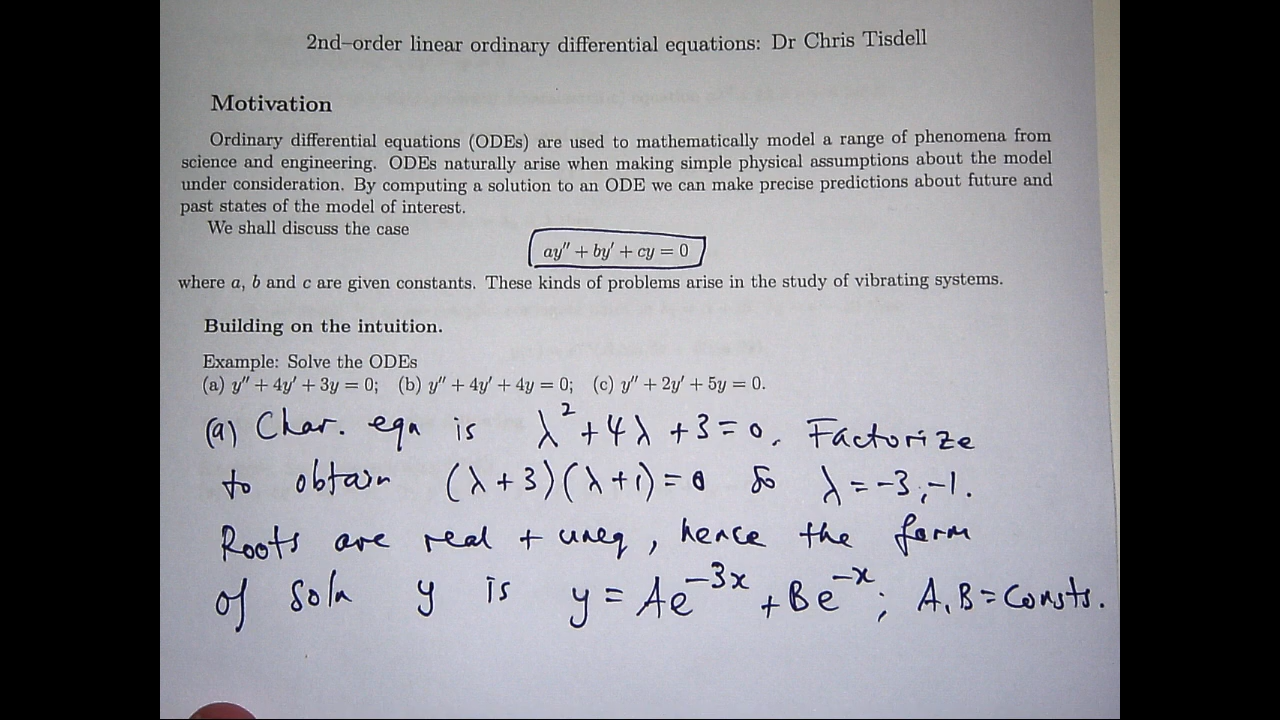 2nd–order linear ordinary differential equations: Dr Chris Tisdell
Motivation
Ordinary differential equations (ODEs) are used to mathematically model a range of phenomena from
science and engineering. ODEs naturally arise when making simple physical assumptions about the model
under consideration. By computing a solution to an ODE we can make precise predictions about future and
past states of the model of interest.
We shall discuss the case
ay″ + by′ + cy = 0
where a, b and c are given constants. These kinds of problems arise in the study of vibrating systems.
Building on the intuition.
Example: Solve the ODEs
(a) y″ + 4y′ + 3y = 0; (b) y″ + 4y′ + 4y = 0; (c) y″ + 2y′ + 5y = 0.
(a) Char. eqn is λ² + 4λ + 3 = 0. Factorize
to obtain (λ + 3)(λ + 1) = 0 so λ = −3, −1.
Roots are real + uneq, hence the form
of soln y is y = Ae⁻³ˣ + Be⁻ˣ; A, B = consts.